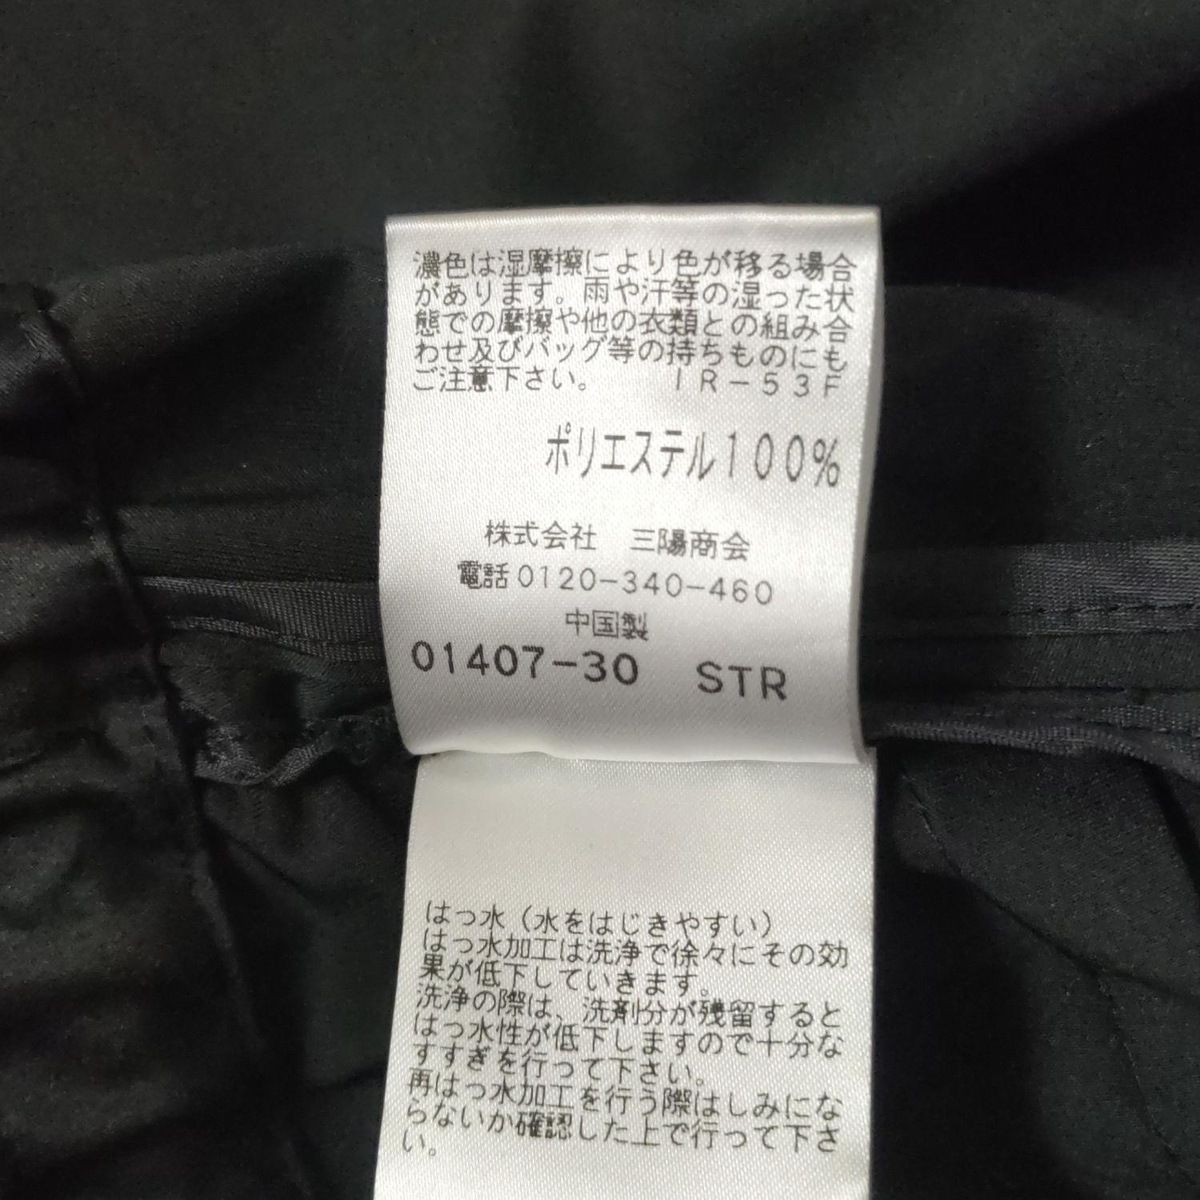 濃色は湿摩擦により色が移る場合
があります。雨や汗等の湿った状
態での摩擦や他の衣類との組み合
わせ及びバッグ等の持ちものにも
ご注意下さい。 IR-53F
ポリエステル100%
株式会社 三陽商会
電話0120-340-460
中国製
01407-30 STR
はっ水（水をはじきやすい）
はっ水加工は洗浄で徐々にその効
果が低下していきます。
洗浄の際は、洗剤分が残留すると
はっ水性が低下しますので十分な
すすぎを行って下さい。
再はっ水加工を行う際はしみにな
らないか確認した上で行って下さ
い。